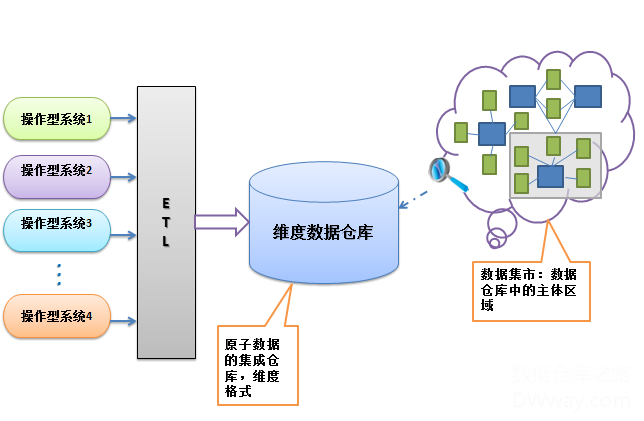 操作型系统1
操作型系统2
操作型系统3
操作型系统4
ETL
维度数据仓库
原子数据
的集成仓
库，维度
格式
数据集市：数据
仓库中的主体区
域
DWway.com